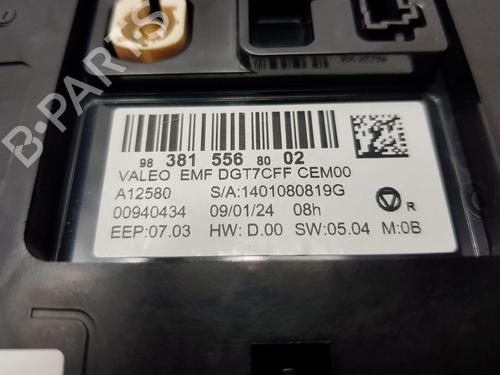 B-PARTS
98 381 556 80 02
VALEO EMF DGT7CFF CEM00
A12580 S/A:1401080819G
00940434 09/01/24 08h
R
EEP:07.03 HW:D.00 SW:05.04 M:0B